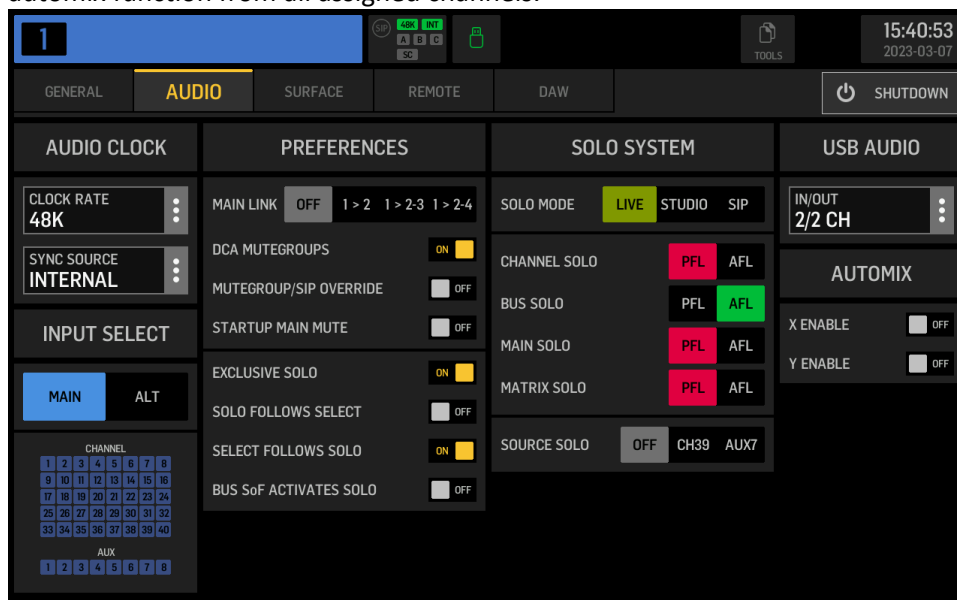 automix function from all assigned channels.
1
SIP 48K INT
A B C
SC
TOOLS
15:40:53
2023-03-07
GENERAL AUDIO SURFACE REMOTE DAW SHUTDOWN
AUDIO CLOCK
CLOCK RATE
48K
SYNC SOURCE
INTERNAL
INPUT SELECT
MAIN ALT
CHANNEL
1 2 3 4 5 6 7 8
9 10 11 12 13 14 15 16
17 18 19 20 21 22 23 24
25 26 27 28 29 30 31 32
33 34 35 36 37 38 39 40
AUX
1 2 3 4 5 6 7 8
PREFERENCES
MAIN LINK OFF 1 > 2 1 > 2-3 1 > 2-4
DCA MUTEGROUPS ON
MUTEGROUP/SIP OVERRIDE OFF
STARTUP MAIN MUTE OFF
EXCLUSIVE SOLO ON
SOLO FOLLOWS SELECT OFF
SELECT FOLLOWS SOLO ON
BUS SoF ACTIVATES SOLO OFF
SOLO SYSTEM
SOLO MODE LIVE STUDIO SIP
CHANNEL SOLO PFL AFL
BUS SOLO PFL AFL
MAIN SOLO PFL AFL
MATRIX SOLO PFL AFL
SOURCE SOLO OFF CH39 AUX7
USB AUDIO
IN/OUT
2/2 CH
AUTOMIX
X ENABLE OFF
Y ENABLE OFF